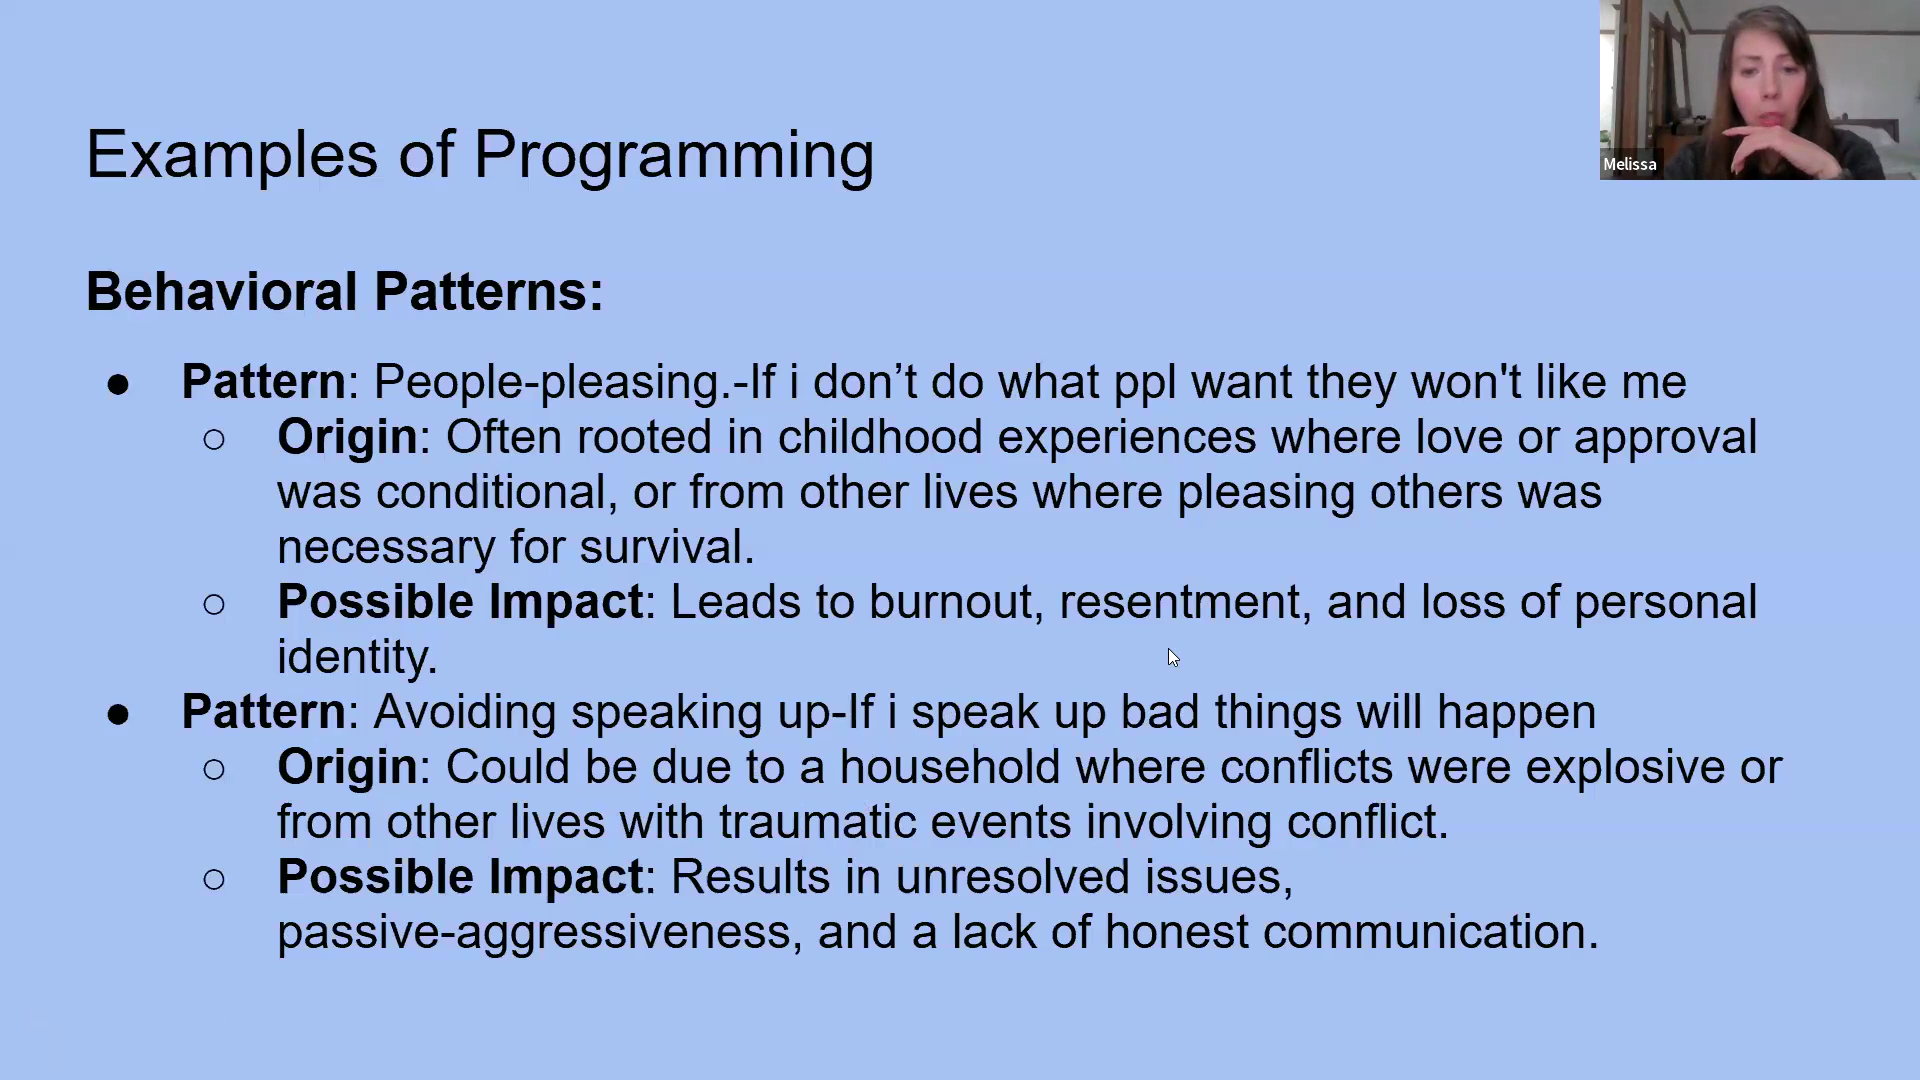 Melissa
Examples of Programming
Behavioral Patterns:
● Pattern: People-pleasing.-If i don’t do what ppl want they won't like me
○ Origin: Often rooted in childhood experiences where love or approval
was conditional, or from other lives where pleasing others was
necessary for survival.
○ Possible Impact: Leads to burnout, resentment, and loss of personal
identity.
● Pattern: Avoiding speaking up-If i speak up bad things will happen
○ Origin: Could be due to a household where conflicts were explosive or
from other lives with traumatic events involving conflict.
○ Possible Impact: Results in unresolved issues,
passive-aggressiveness, and a lack of honest communication.